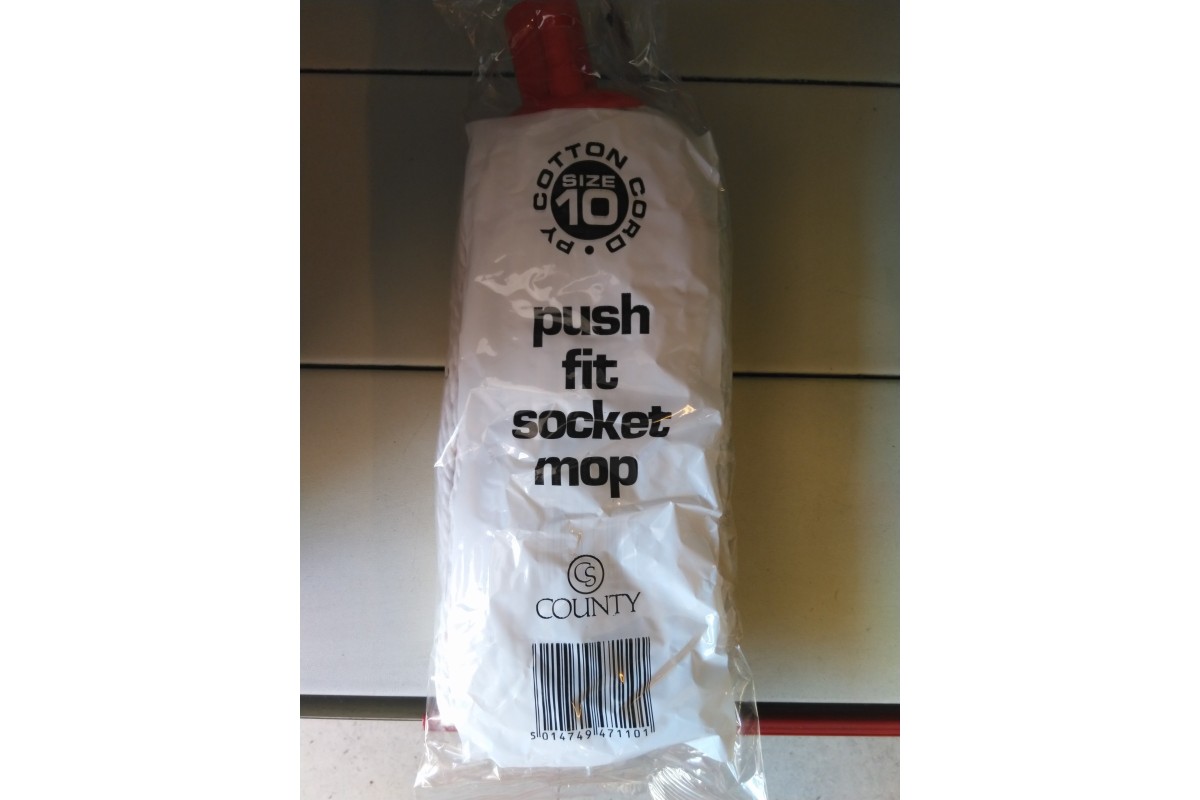 PY COTTON CORD •
SIZE
10
push
fit
socket
mop
CS
COUNTY
5 014749 471101